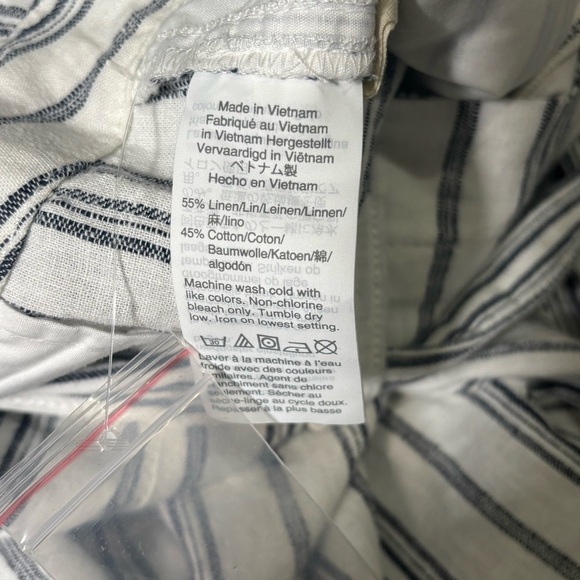 Made in Vietnam
Fabriqué au Vietnam
in Vietnam Hergestellt
Vervaardigd in Viêtnam
ベトナム製
Hecho en Vietnam
55% Linen/Lin/Leinen/Linnen/
麻/lino
45% Cotton/Coton/
Baumwolle/Katoen/綿/
algodón
Machine wash cold with
like colors. Non-chlorine
bleach only. Tumble dry
low. Iron on lowest setting.
30
Laver à la machine à l'eau
froide avec des couleurs
similaires. Agent de
blanchiment sans chlore
seulement. Sécher au
sèche-linge au cycle doux.
Repasser à la plus basse